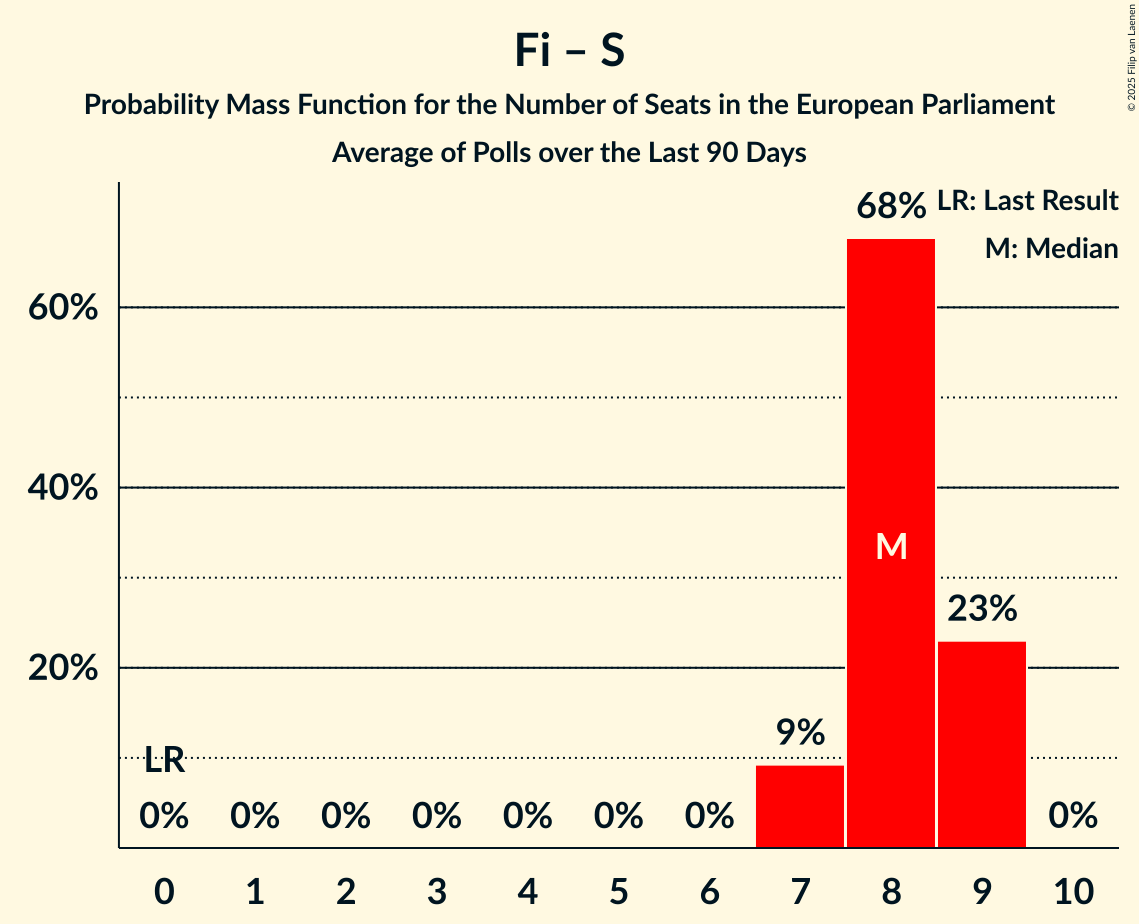 Fi – S
Probability Mass Function for the Number of Seats in the European Parliament
Average of Polls over the Last 90 Days
© 2025 Filip van Laenen
LR: Last Result
M: Median
68%
60%
40%
20%
M
23%
9%
LR
0% 0% 0% 0% 0% 0% 0% 0%
0 1 2 3 4 5 6 7 8 9 10